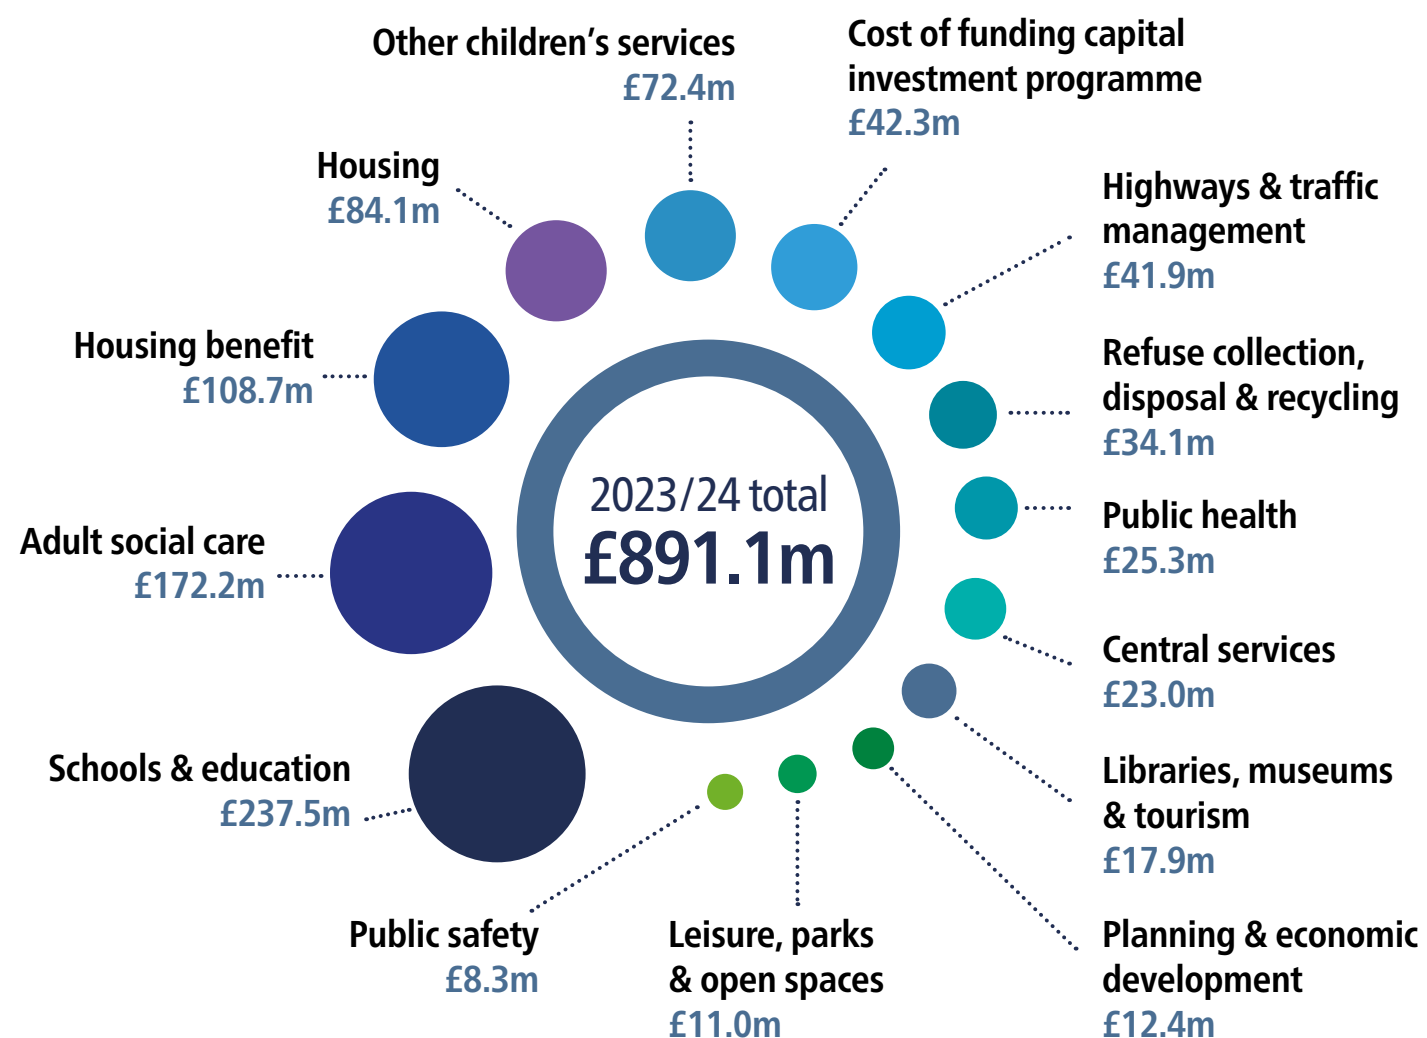 Other children’s services
£72.4m
Cost of funding capital
investment programme
£42.3m
Housing
£84.1m
Highways & traffic
management
£41.9m
Housing benefit
£108.7m
Refuse collection,
disposal & recycling
£34.1m
2023/24 total
£891.1m
Public health
£25.3m
Adult social care
£172.2m
Central services
£23.0m
Schools & education
£237.5m
Libraries, museums
& tourism
£17.9m
Public safety
£8.3m
Leisure, parks
& open spaces
£11.0m
Planning & economic
development
£12.4m